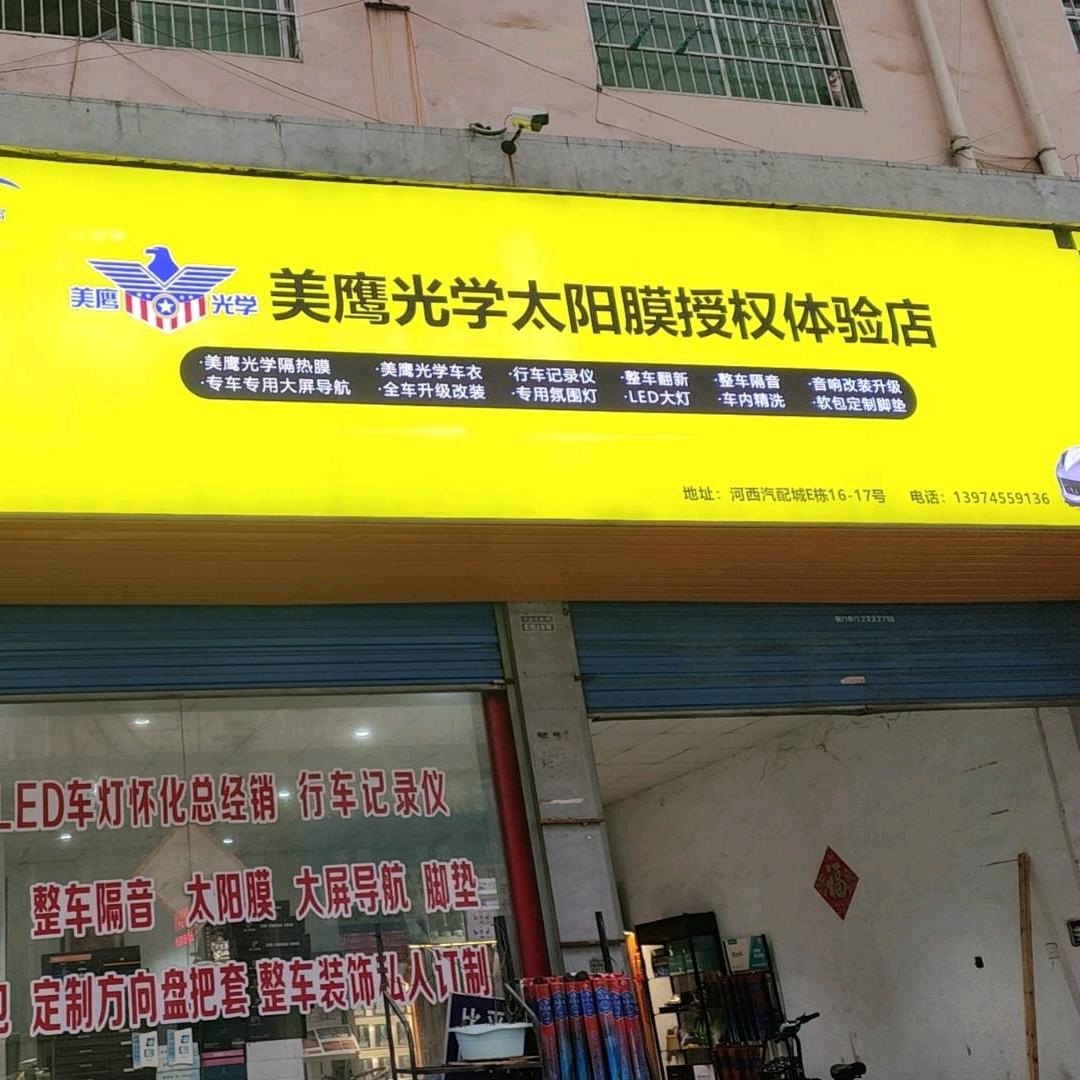 美鹰 光学
美鹰光学太阳膜授权体验店
·美鹰光学隔热膜 ·美鹰光学车衣 ·行车记录仪 ·整车翻新 ·整车隔音 ·音响改装升级
·专车专用大屏导航 ·全车升级改装 ·专用氛围灯 ·LED大灯 ·车内精洗 ·软包定制脚垫
地址：河西汽配城E栋16-17号 电话：13974559136
LED车灯怀化总经销 行车记录仪
整车隔音 太阳膜 大屏导航 脚垫
定制方向盘把套 整车装饰私人订制
福